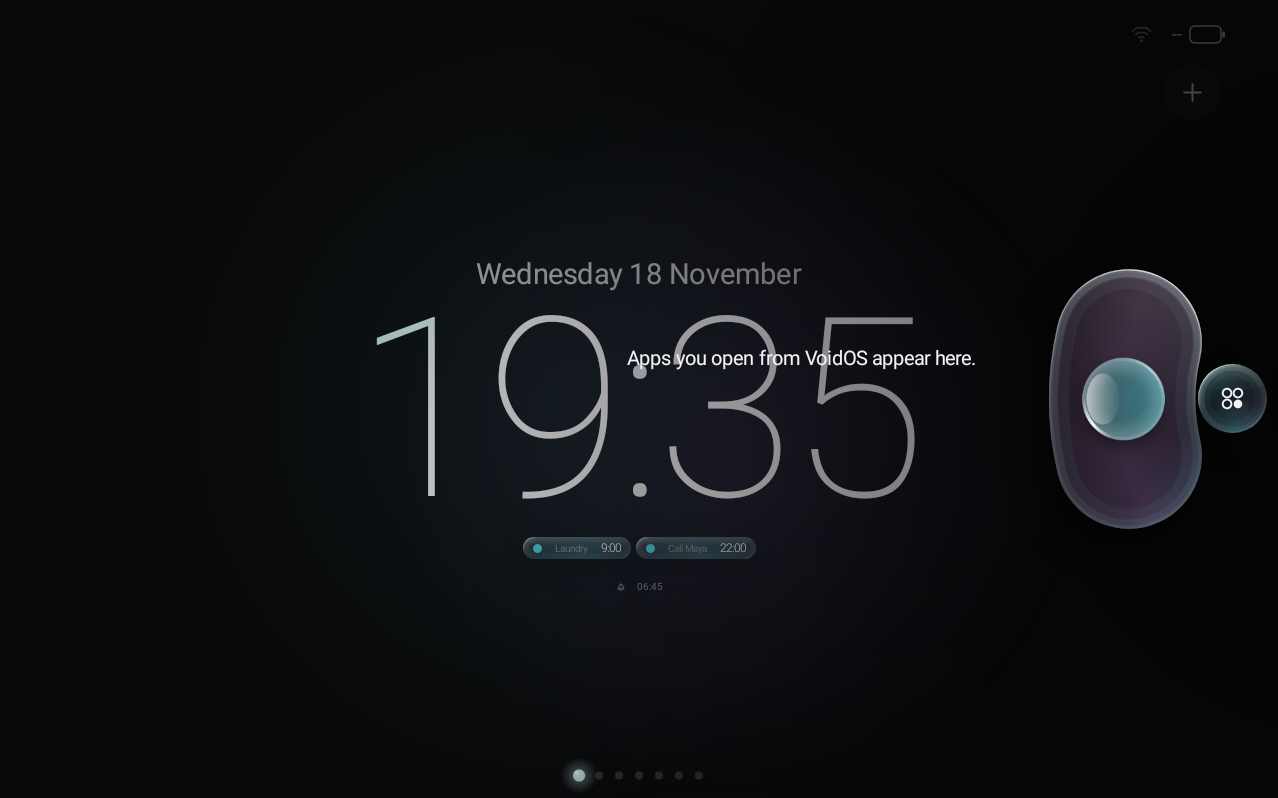 --
Wednesday 18 November
19:35
Apps you open from VoidOS appear here.
Laundry 9:00 Call Maya 22:00
06:45